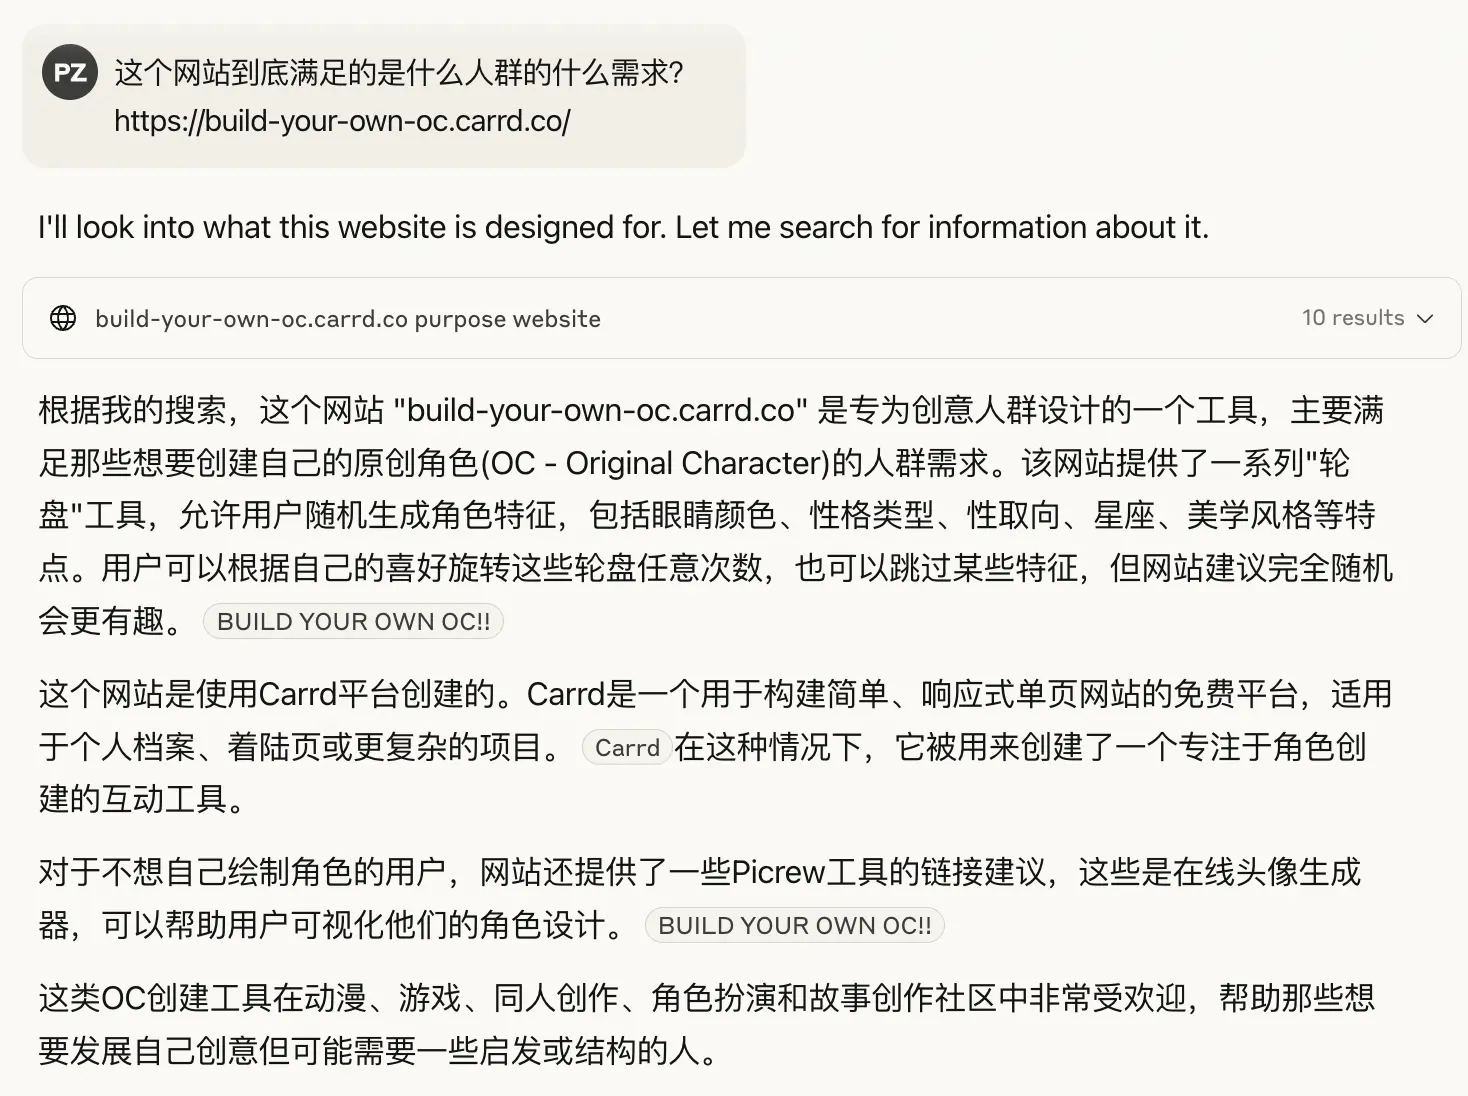 PZ 这个网站到底满足的是什么人群的什么需求?
https://build-your-own-oc.carrd.co/
I'll look into what this website is designed for. Let me search for information about it.
build-your-own-oc.carrd.co purpose website 10 results
根据我的搜索，这个网站 "build-your-own-oc.carrd.co" 是专为创意人群设计的一个工具，主要满
足那些想要创建自己的原创角色(OC - Original Character)的人群需求。该网站提供了一系列"轮
盘"工具，允许用户随机生成角色特征，包括眼睛颜色、性格类型、性取向、星座、美学风格等特
点。用户可以根据自己的喜好旋转这些轮盘任意次数，也可以跳过某些特征，但网站建议完全随机
会更有趣。 BUILD YOUR OWN OC!!
这个网站是使用Carrd平台创建的。Carrd是一个用于构建简单、响应式单页网站的免费平台，适用
于个人档案、着陆页或更复杂的项目。 Carrd 在这种情况下，它被用来创建了一个专注于角色创
建的互动工具。
对于不想自己绘制角色的用户，网站还提供了一些Picrew工具的链接建议，这些是在线头像生成
器，可以帮助用户可视化他们的角色设计。 BUILD YOUR OWN OC!!
这类OC创建工具在动漫、游戏、同人创作、角色扮演和故事创作社区中非常受欢迎，帮助那些想
要发展自己创意但可能需要一些启发或结构的人。